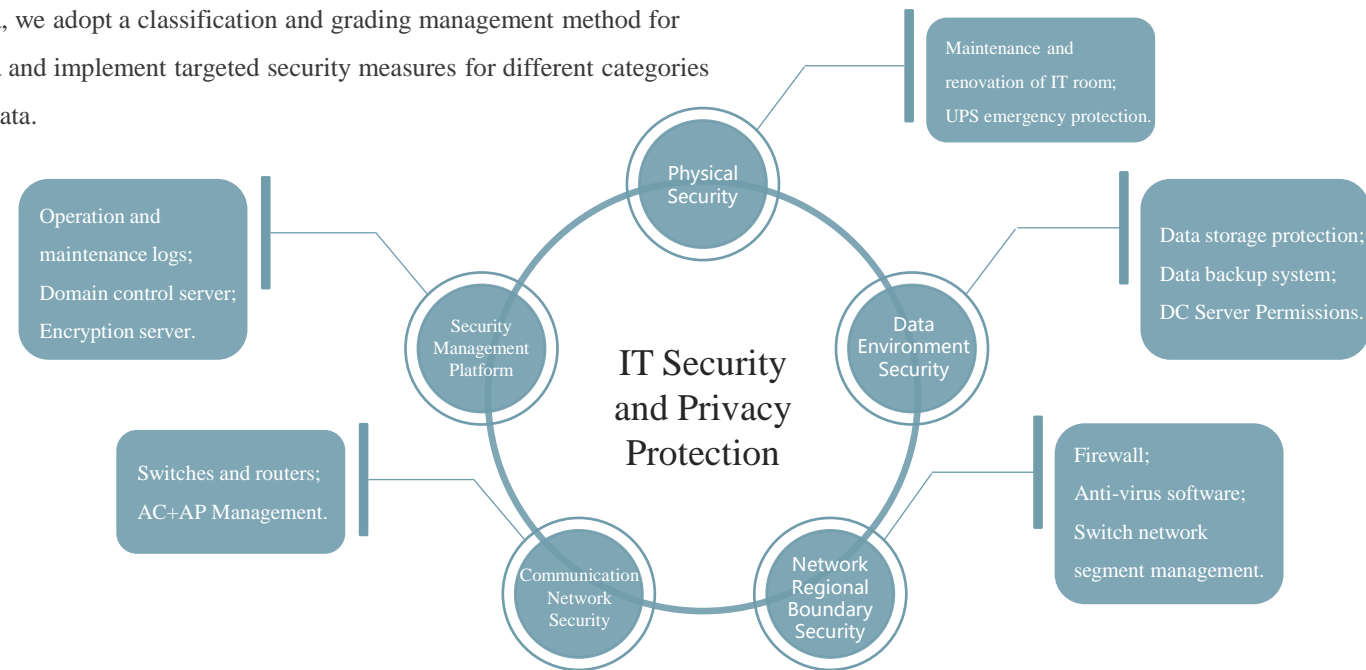 , we adopt a classification and grading management method for
and implement targeted security measures for different categories
ata.
Maintenance and
renovation of IT room;
UPS emergency protection.
Physical
Security
Operation and
maintenance logs;
Domain control server;
Encryption server.
Data storage protection;
Data backup system;
DC Server Permissions.
Security
Management
Platform
Data
Environment
Security
IT Security
and Privacy
Protection
Switches and routers;
AC+AP Management.
Firewall;
Anti-virus software;
Switch network
segment management.
Communication
Network
Security
Network
Regional
Boundary
Security